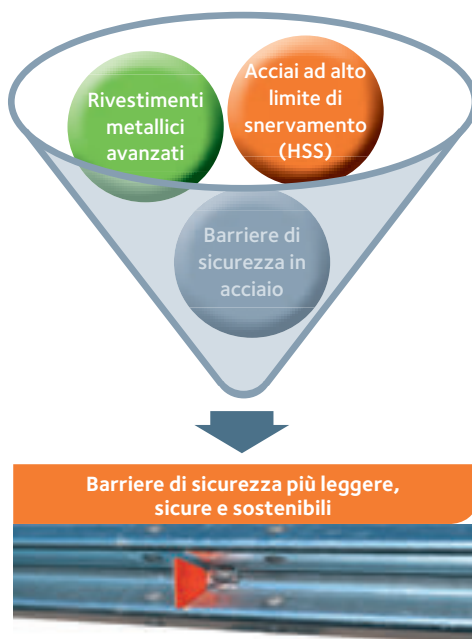 Rivestimenti
metallici
avanzati
Acciai ad alto
limite di
snervamento
(HSS)
Barriere di
sicurezza in
acciaio
Barriere di sicurezza più leggere,
sicure e sostenibili